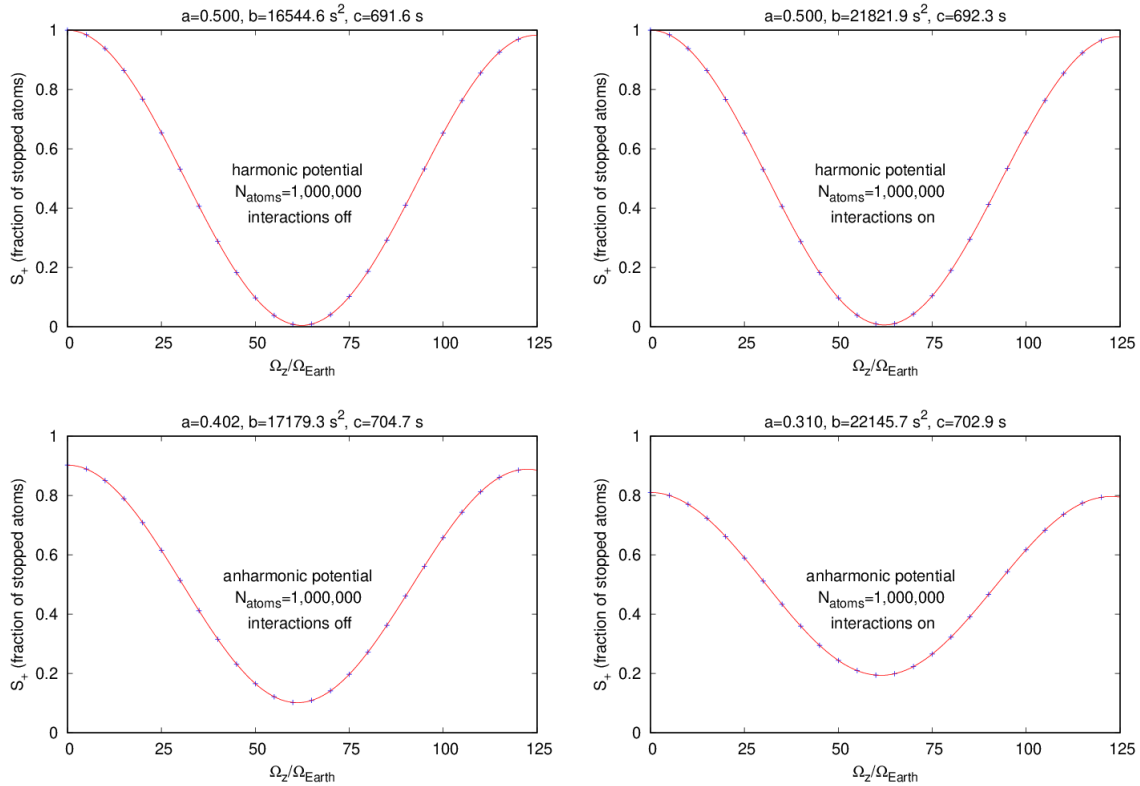 a=0.500, b=16544.6 s², c=691.6 s
1
0.8
0.6
0.4
0.2
0
S₊ (fraction of stopped atoms)
harmonic potential
N_atoms=1,000,000
interactions off
0 25 50 75 100 125
Ω_z/Ω_Earth
a=0.500, b=21821.9 s², c=692.3 s
1
0.8
0.6
0.4
0.2
0
S₊ (fraction of stopped atoms)
harmonic potential
N_atoms=1,000,000
interactions on
0 25 50 75 100 125
Ω_z/Ω_Earth
a=0.402, b=17179.3 s², c=704.7 s
1
0.8
0.6
0.4
0.2
0
S₊ (fraction of stopped atoms)
anharmonic potential
N_atoms=1,000,000
interactions off
0 25 50 75 100 125
Ω_z/Ω_Earth
a=0.310, b=22145.7 s², c=702.9 s
1
0.8
0.6
0.4
0.2
0
S₊ (fraction of stopped atoms)
anharmonic potential
N_atoms=1,000,000
interactions on
0 25 50 75 100 125
Ω_z/Ω_Earth